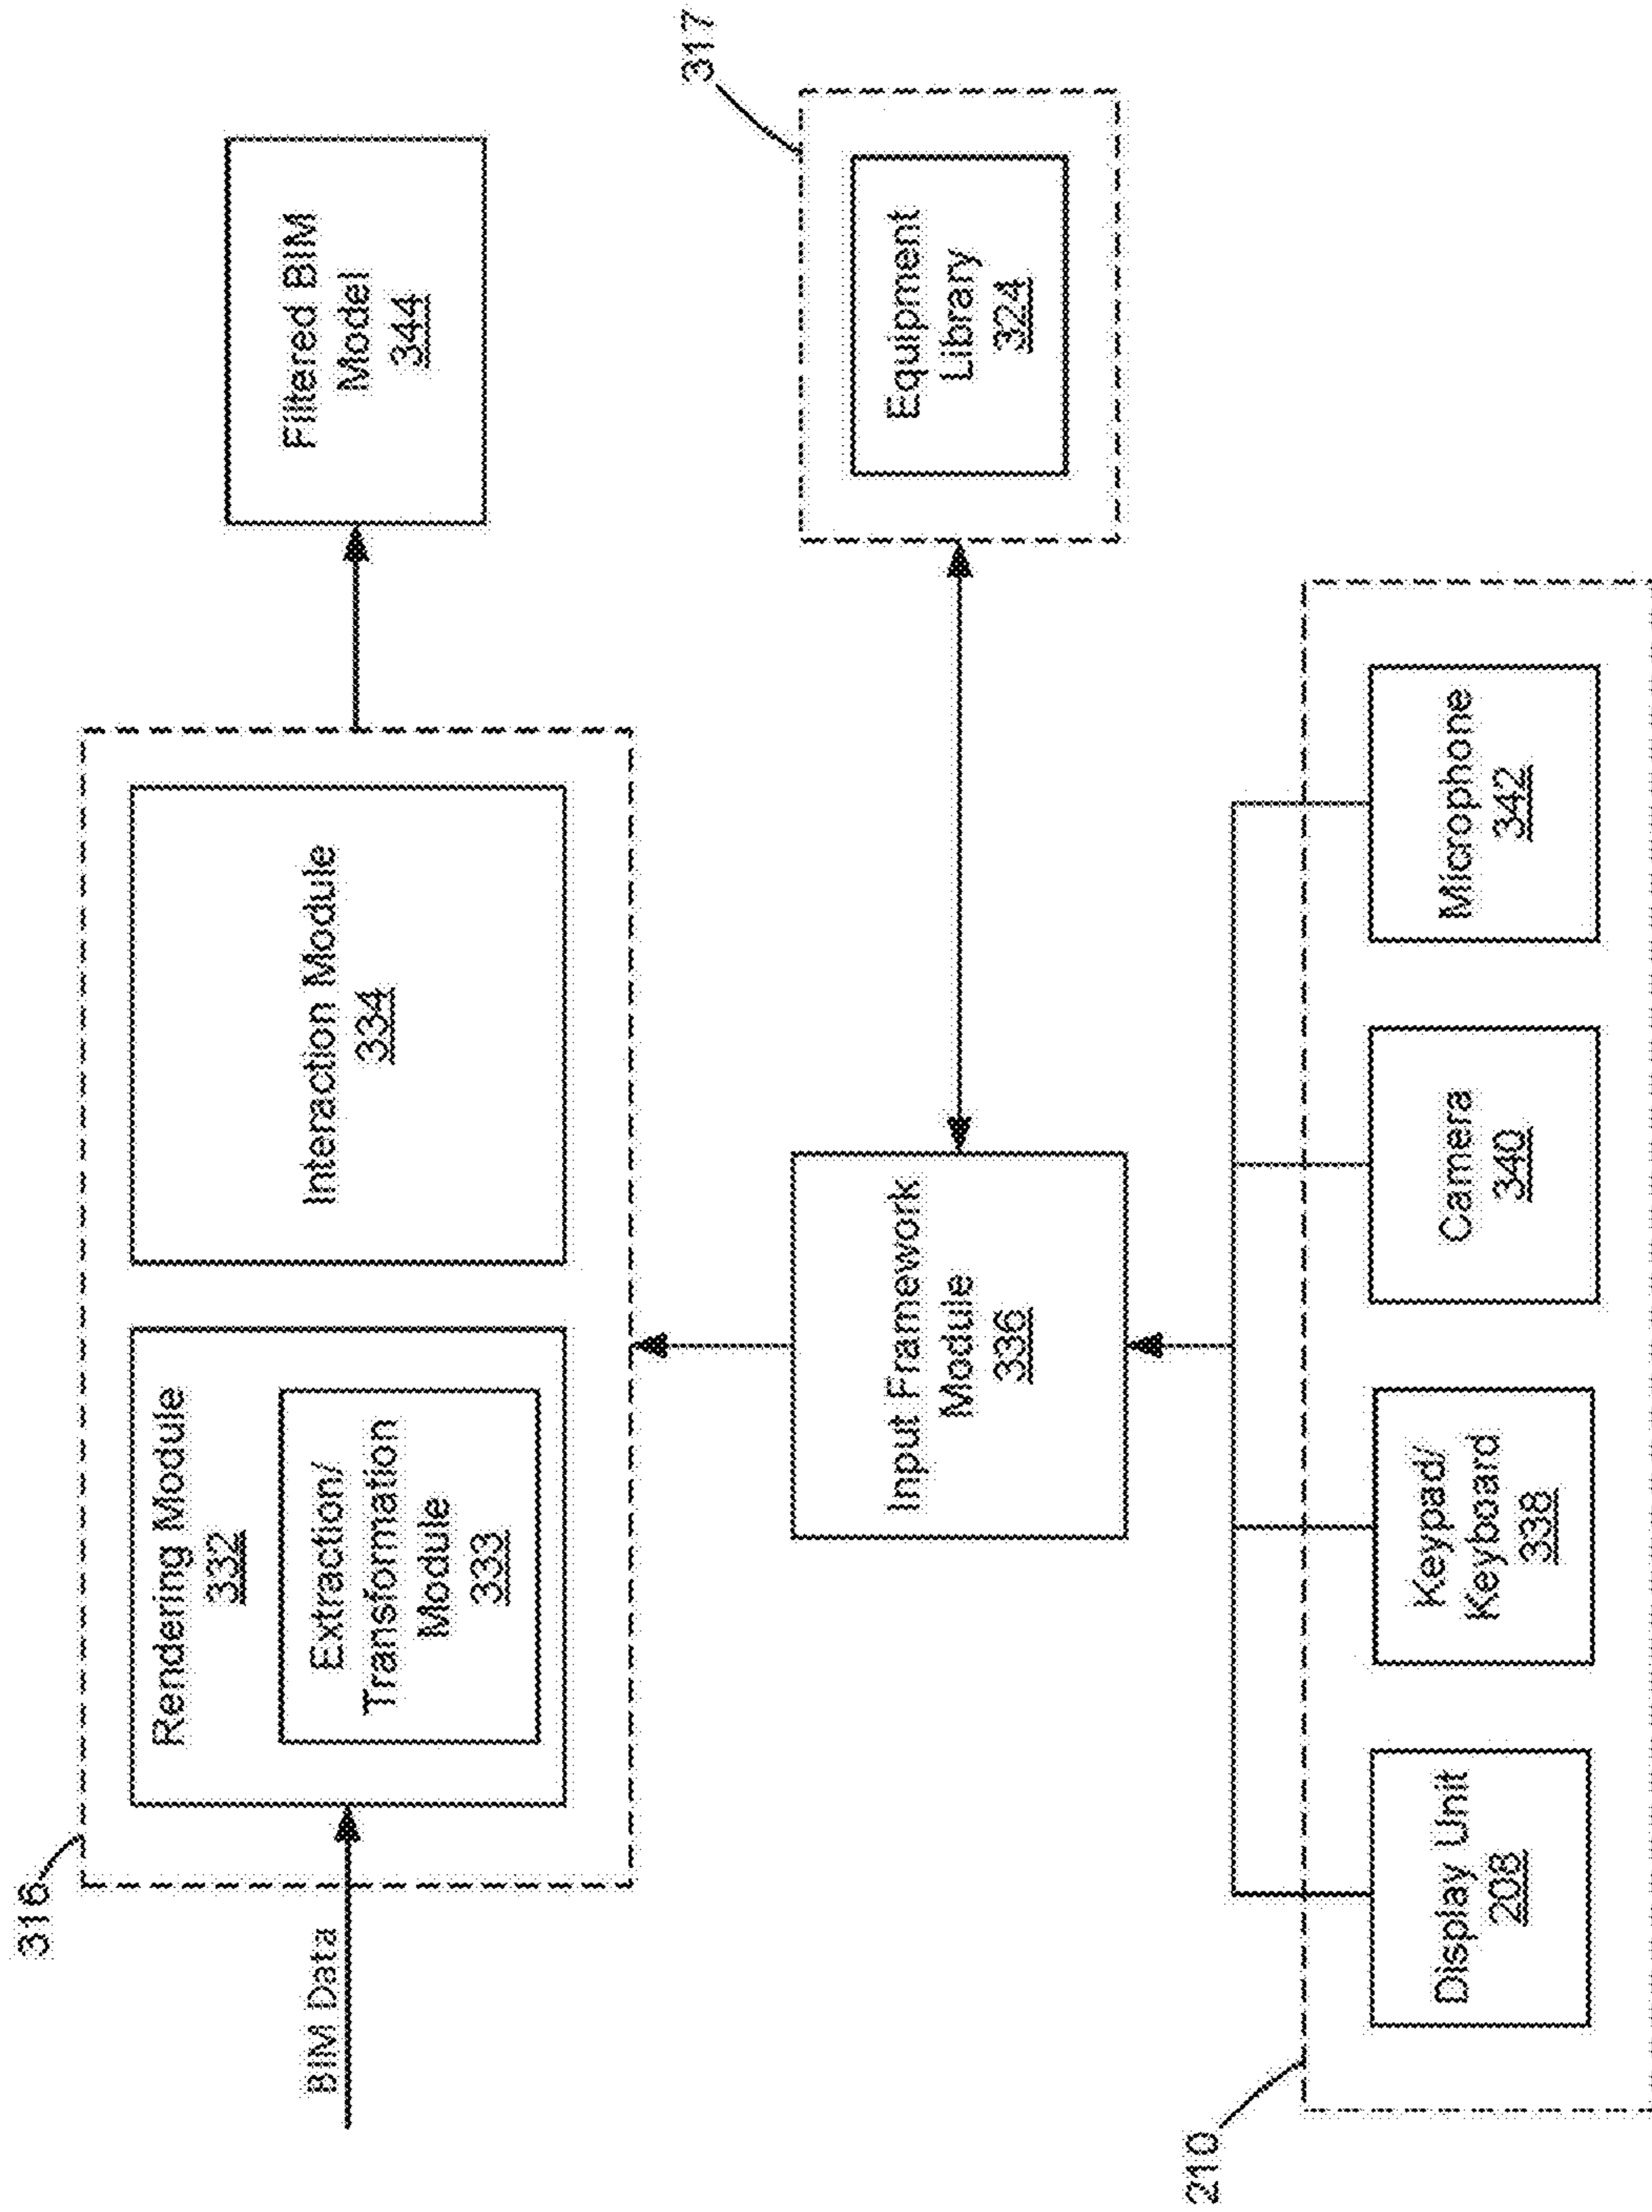 316
BIM Data
Rendering Module
332
Extraction/
Transformation
Module
333
Interaction Module
334
Filtered BIM
Model
344
Input Framework
Module
336
317
Equipment
Library
324
210
Display Unit
208
Keypad/
Keyboard
338
Camera
340
Microphone
342